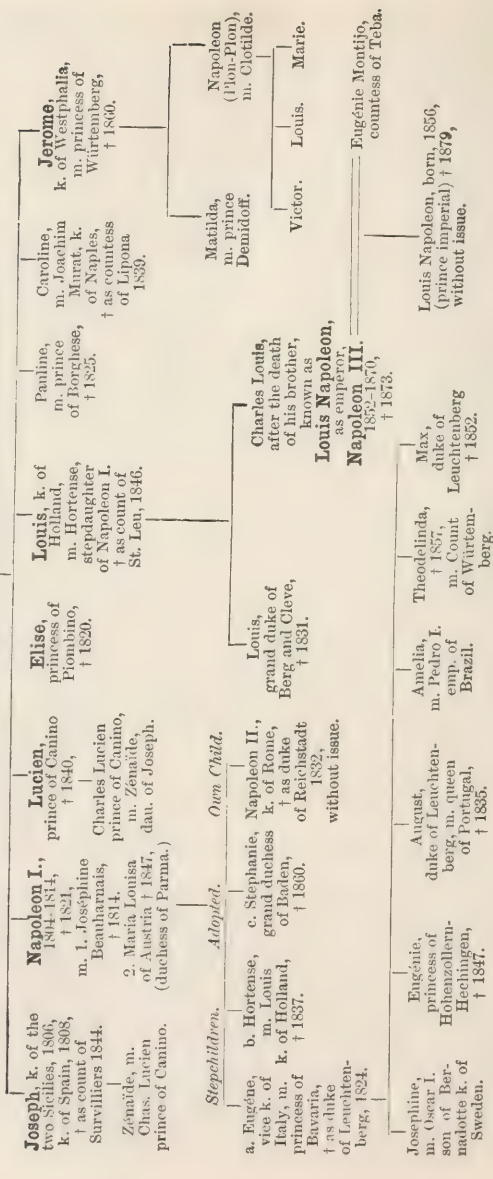 Joseph, k. of the
two Sicilies, 1806,
k. of Spain, 1808,
† as count of
Survilliers 1844.
Zénaïde, m.
Chas. Lucien
prince of Canino.
Napoleon I.,
1804-1814,
† 1821,
m. 1. Joséphine
Beauharnais,
† 1814.
2. Maria Louisa
of Austria † 1847,
(duchess of Parma.)
Lucien,
prince of Canino
† 1840,
Charles Lucien
prince of Canino,
m. Zénaïde,
dau. of Joseph.
Elise,
princess of
Piombino,
† 1820.
Louis, k. of
Holland,
m. Hortense,
stepdaughter
of Napoleon I.
† as count of
St. Leu, 1846.
Pauline,
m. prince
of Borghese,
† 1825.
Caroline,
m. Joachim
Murat, k.
of Naples,
† as countess
of Lipona
1839.
Jerome,
k. of Westphalia,
m. princess of
Würtemberg,
† 1860.
Stepchildren.
Adopted.
Own Child.
a. Eugéne,
vice k. of
Italy, m.
princess of
Bavaria,
† as duke
of Leuchten-
berg, 1824.
b. Hortense,
m. Louis
k. of Holland,
† 1837.
c. Stephanie,
grand duchess
of Baden,
† 1860.
Napoleon II.,
k. of Rome,
† as duke
of Reichstadt
1832,
without issue.
Louis,
grand duke of
Berg and Cleve,
† 1831.
Charles Louis,
after the death
of his brother,
known as
Louis Napoleon,
as emperor,
Napoleon III.
1852-1870,
† 1873.
Matilda,
m. prince
Demidoff.
Napoleon
(Plon-Plon),
m. Clotilde.
Victor. Louis. Marie.
Eugénie Montijo,
countess of Teba.
Louis Napoleon, born, 1856,
(prince imperial) † 1879,
without issue.
Josephine,
m. Oscar I.
son of Ber-
nadotte k. of
Sweden.
Eugénie,
princess of
Hohenzollern-
Hechingen,
† 1847.
August,
duke of Leuchten-
berg, m. queen
of Portugal,
† 1835.
Amelia,
m. Pedro I.
emp. of
Brazil.
Theodelinda,
† 1857,
m. Count
of Würtem-
berg.
Max,
duke of
Leuchtenberg
† 1852.